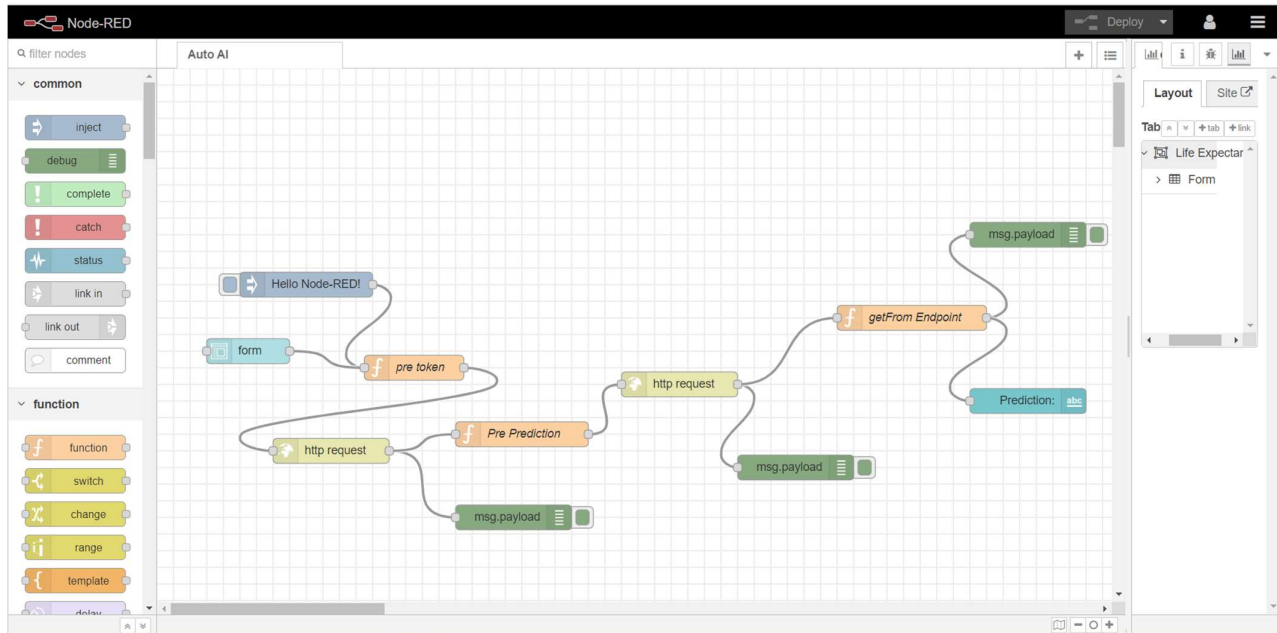 Node-RED
Deploy
filter nodes
common
inject
debug
complete
catch
status
link in
link out
comment
function
function
switch
change
range
template
delay
Auto AI
Hello Node-RED!
form
pre token
http request
Pre Prediction
msg.payload
http request
msg.payload
getFrom Endpoint
msg.payload
Prediction:
abc
i
Layout
Site
Tab
+tab
+link
Life Expectar
Form